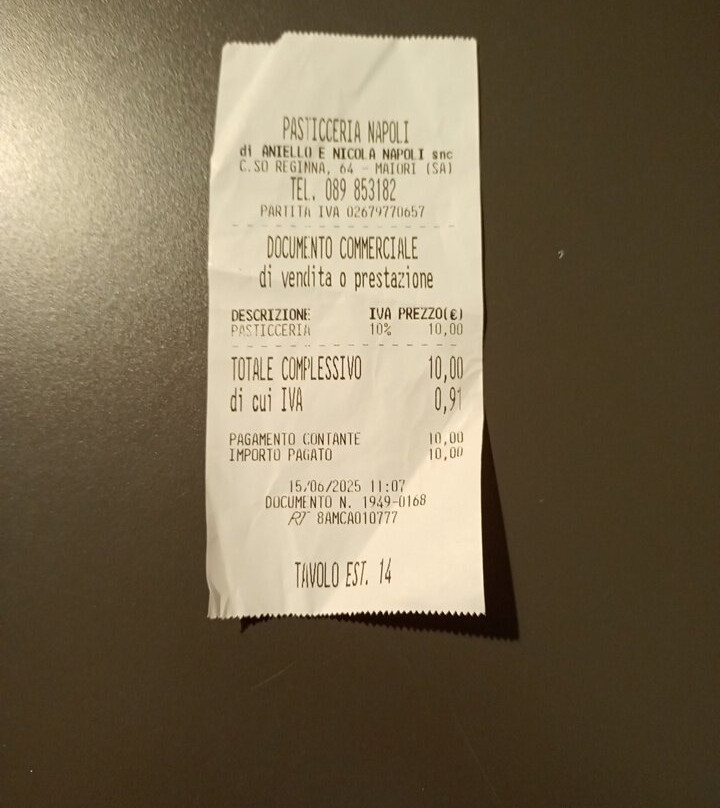 PASTICCERIA NAPOLI
di ANIELLO E NICOLA NAPOLI snc
C.SO REGINNA, 64 - MAIORI (SA)
TEL. 089 853182
PARTITA IVA 02679770657
DOCUMENTO COMMERCIALE
di vendita o prestazione
DESCRIZIONE IVA PREZZO(€)
PASTICCERIA 10% 10,00
TOTALE COMPLESSIVO 10,00
di cui IVA 0,91
PAGAMENTO CONTANTE 10,00
IMPORTO PAGATO 10,00
15/06/2025 11:07
DOCUMENTO N. 1949-0168
RT 8AMCA010777
TAVOLO EST. 14